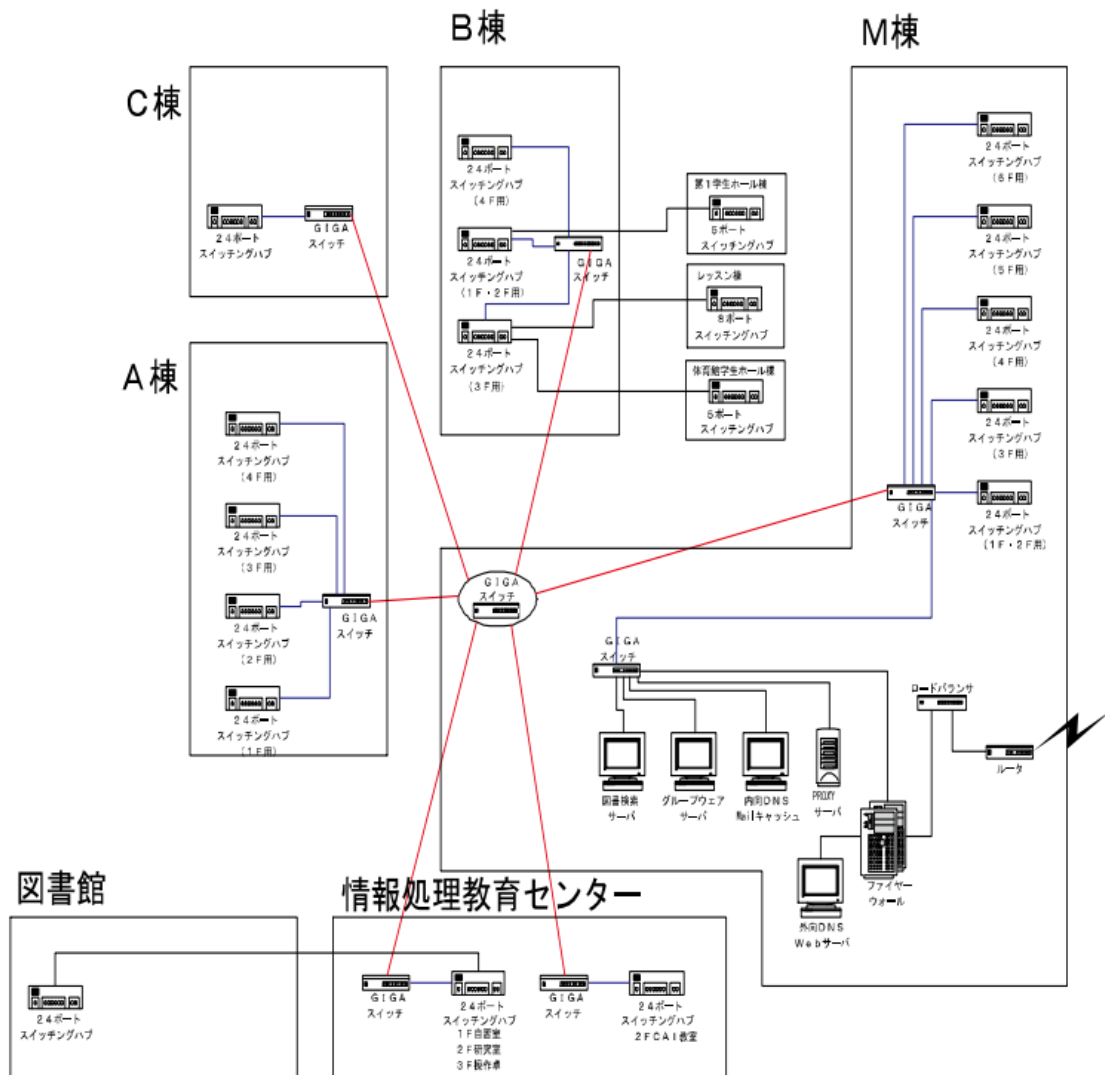 C棟
24ポート
スイッチングハブ
GIGA
スイッチ
B棟
24ポート
スイッチングハブ
(4F用)
24ポート
スイッチングハブ
(1F・2F用)
24ポート
スイッチングハブ
(3F用)
GIGA
スイッチ
第1学生ホール棟
5ポート
スイッチングハブ
レッスン棟
8ポート
スイッチングハブ
体育館学生ホール棟
5ポート
スイッチングハブ
M棟
24ポート
スイッチングハブ
(6F用)
24ポート
スイッチングハブ
(5F用)
24ポート
スイッチングハブ
(4F用)
24ポート
スイッチングハブ
(3F用)
24ポート
スイッチングハブ
(1F・2F用)
GIGA
スイッチ
A棟
24ポート
スイッチングハブ
(4F用)
24ポート
スイッチングハブ
(3F用)
24ポート
スイッチングハブ
(2F用)
24ポート
スイッチングハブ
(1F用)
GIGA
スイッチ
GIGA
スイッチ
GIGA
スイッチ
図書検索
サーバ
グループウェア
サーバ
内向DNS
Mailキャッシュ
PROXY
サーバ
ロードバランサ
ルータ
ファイヤー
ウォール
外向DNS
Webサーバ
図書館
24ポート
スイッチングハブ
情報処理教育センター
GIGA
スイッチ
24ポート
スイッチングハブ
1F自習室
2F研究室
3F操作卓
GIGA
スイッチ
24ポート
スイッチングハブ
2FCAI教室